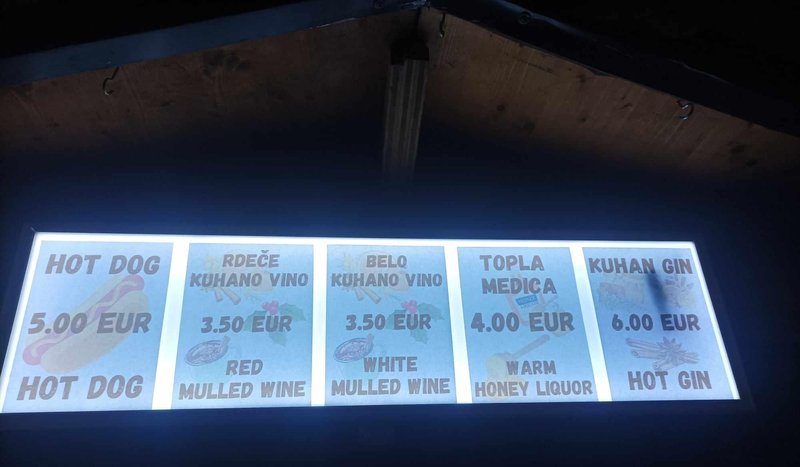 HOT DOG
5.00 EUR
HOT DOG
RDEČE
KUHANO VINO
3.50 EUR
RED
MULLED WINE
BELO
KUHANO VINO
3.50 EUR
WHITE
MULLED WINE
TOPLA
MEDICA
4.00 EUR
WARM
HONEY LIQUOR
KUHAN GIN
6.00 EUR
HOT GIN